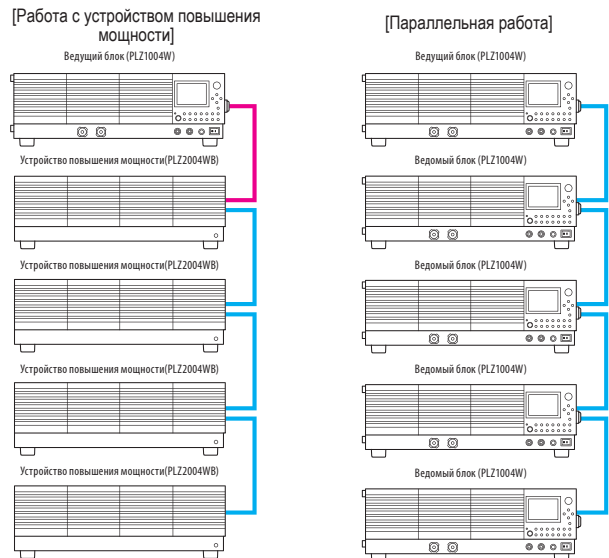 [Работа с устройством повышения
мощности]
Ведущий блок (PLZ1004W)
Устройство повышения мощности(PLZ2004WB)
Устройство повышения мощности(PLZ2004WB)
Устройство повышения мощности(PLZ2004WB)
Устройство повышения мощности(PLZ2004WB)
[Параллельная работа]
Ведущий блок (PLZ1004W)
Ведомый блок (PLZ1004W)
Ведомый блок (PLZ1004W)
Ведомый блок (PLZ1004W)
Ведомый блок (PLZ1004W)